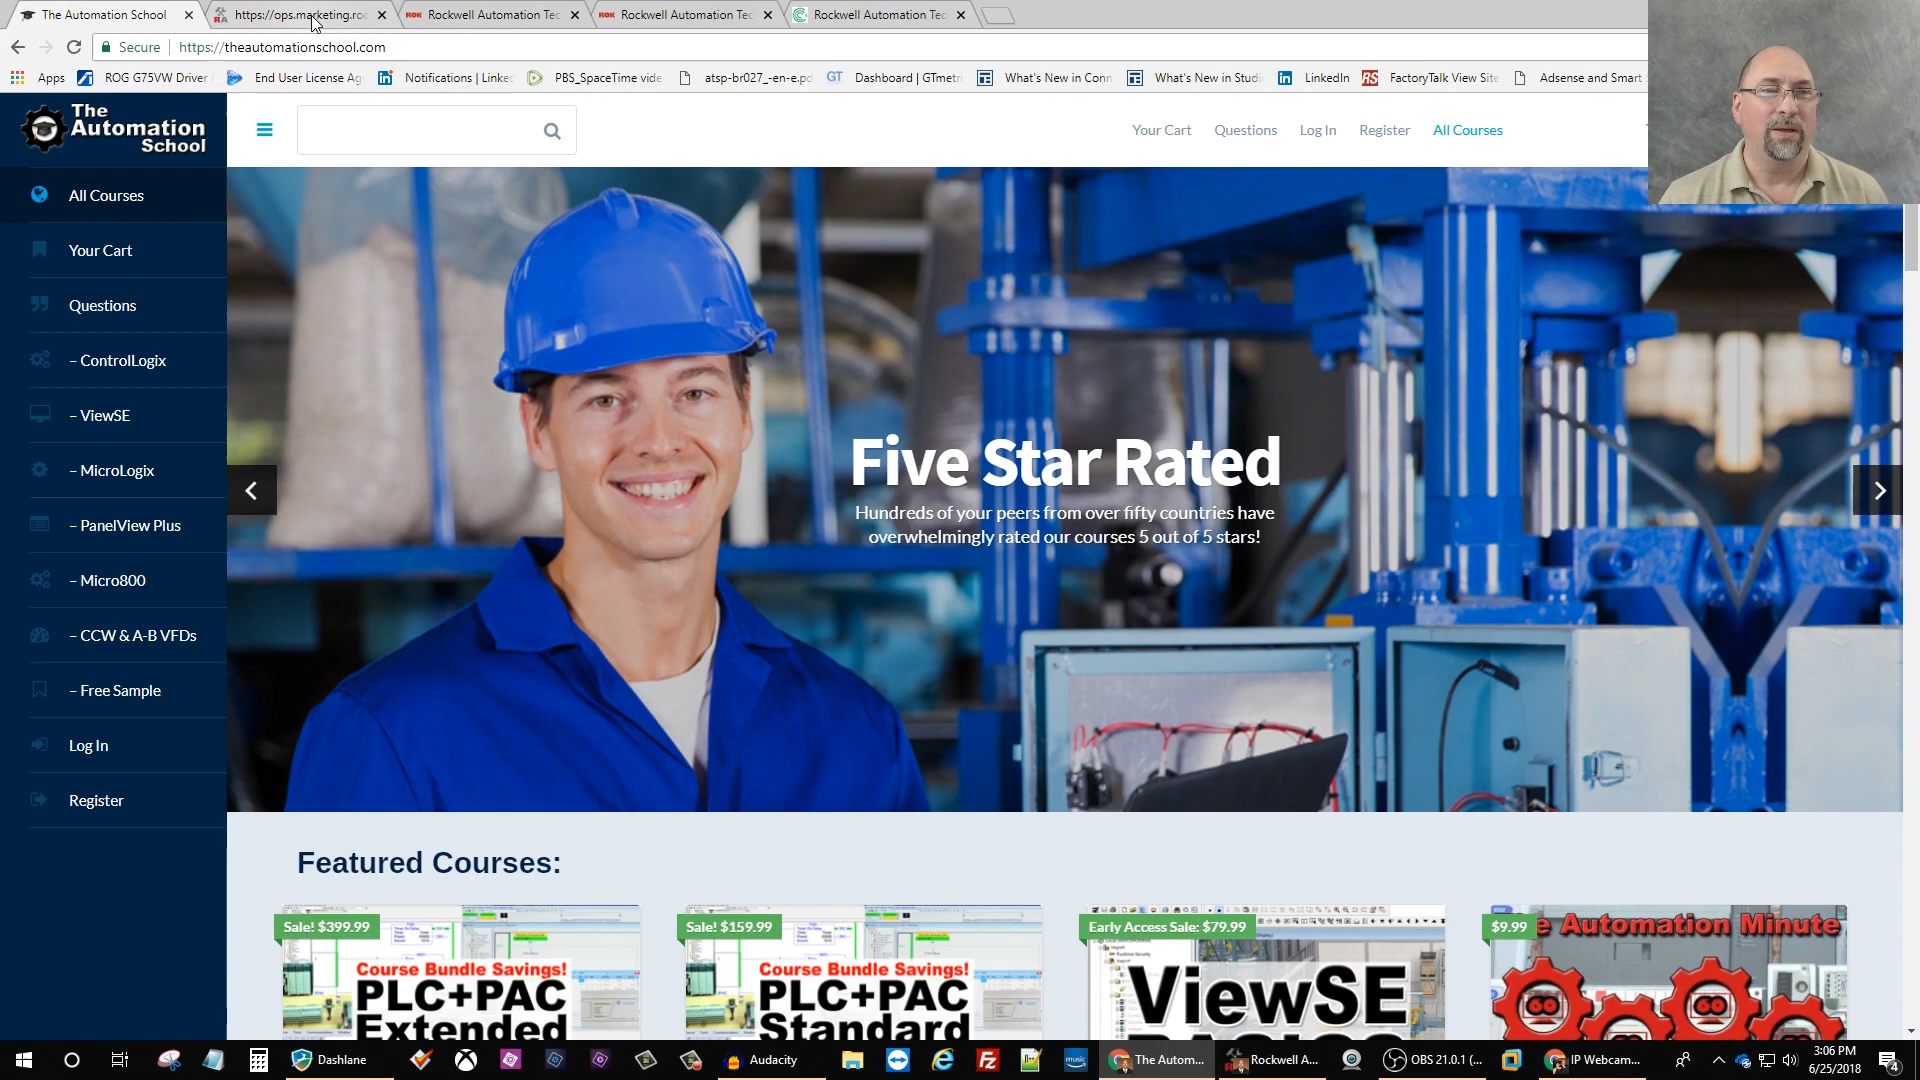 The Automation School
https://ops.marketing.roc
Rockwell Automation Tec
Rockwell Automation Tec
Rockwell Automation Tec
Secure
https://theautomationschool.com
Apps
ROG G75VW Driver
End User License Ag
Notifications | Linked
PBS_SpaceTime vide
atsp-br027_-en-e.pd
Dashboard | GTmetri
What's New in Conn
What's New in Studi
LinkedIn
FactoryTalk View Site
Adsense and Smart
The
Automation
School
Your Cart
Questions
Log In
Register
All Courses
All Courses
Your Cart
Questions
– ControlLogix
– ViewSE
– MicroLogix
– PanelView Plus
– Micro800
– CCW & A-B VFDs
– Free Sample
Log In
Register
Five Star Rated
Hundreds of your peers from over fifty countries have
overwhelmingly rated our courses 5 out of 5 stars!
Featured Courses:
Sale! $399.99
Course Bundle Savings!
PLC+PAC
Extended
Sale! $159.99
Course Bundle Savings!
PLC+PAC
Standard
Early Access Sale: $79.99
ViewSE
BASICS
$9.99
e Automation Minute
60
60
Dashlane
Audacity
music
The Autom...
Rockwell A...
OBS 21.0.1 (...
IP Webcam...
3:06 PM
6/25/2018
4